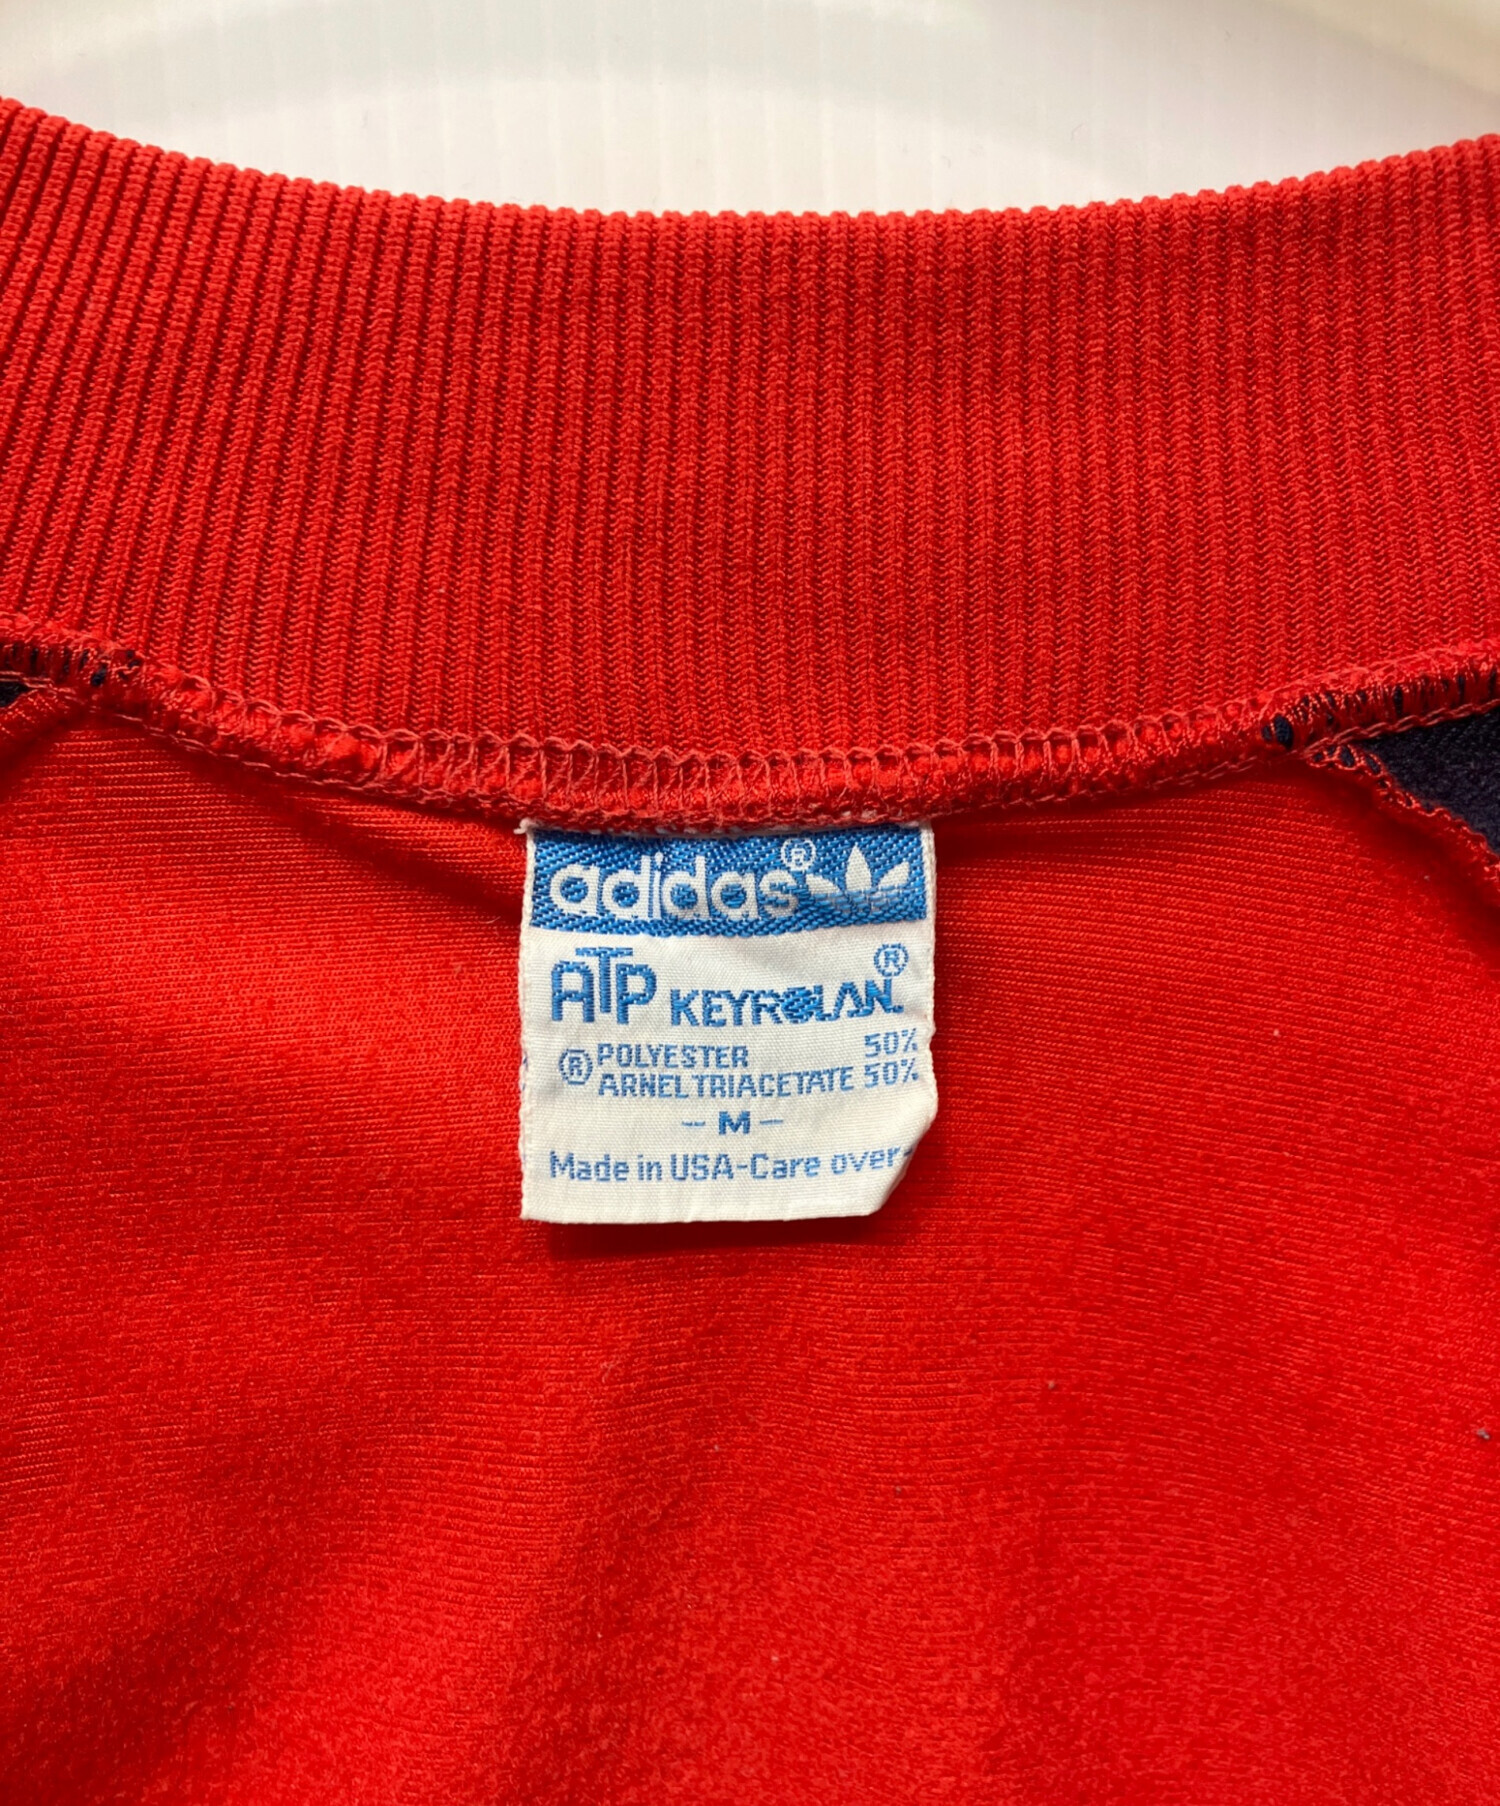 adidas®
ATP KEYROLAN®
POLYESTER 50%
® ARNEL TRIACETATE 50%
- M -
Made in USA-Care over-